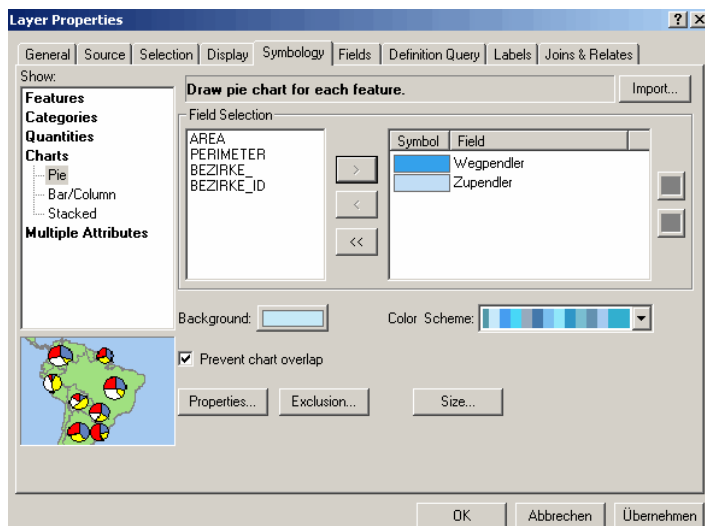 Layer Properties
General Source Selection Display Symbology Fields Definition Query Labels Joins & Relates
Show:
Features
Categories
Quantities
Charts
Pie
Bar/Column
Stacked
Multiple Attributes
Draw pie chart for each feature.
Import...
Field Selection
AREA
PERIMETER
BEZIRKE_
BEZIRKE_ID
>
<
<<
Symbol Field
Wegpendler
Zupendler
Background:
Color Scheme:
Prevent chart overlap
Properties... Exclusion... Size...
OK Abbrechen Übernehmen